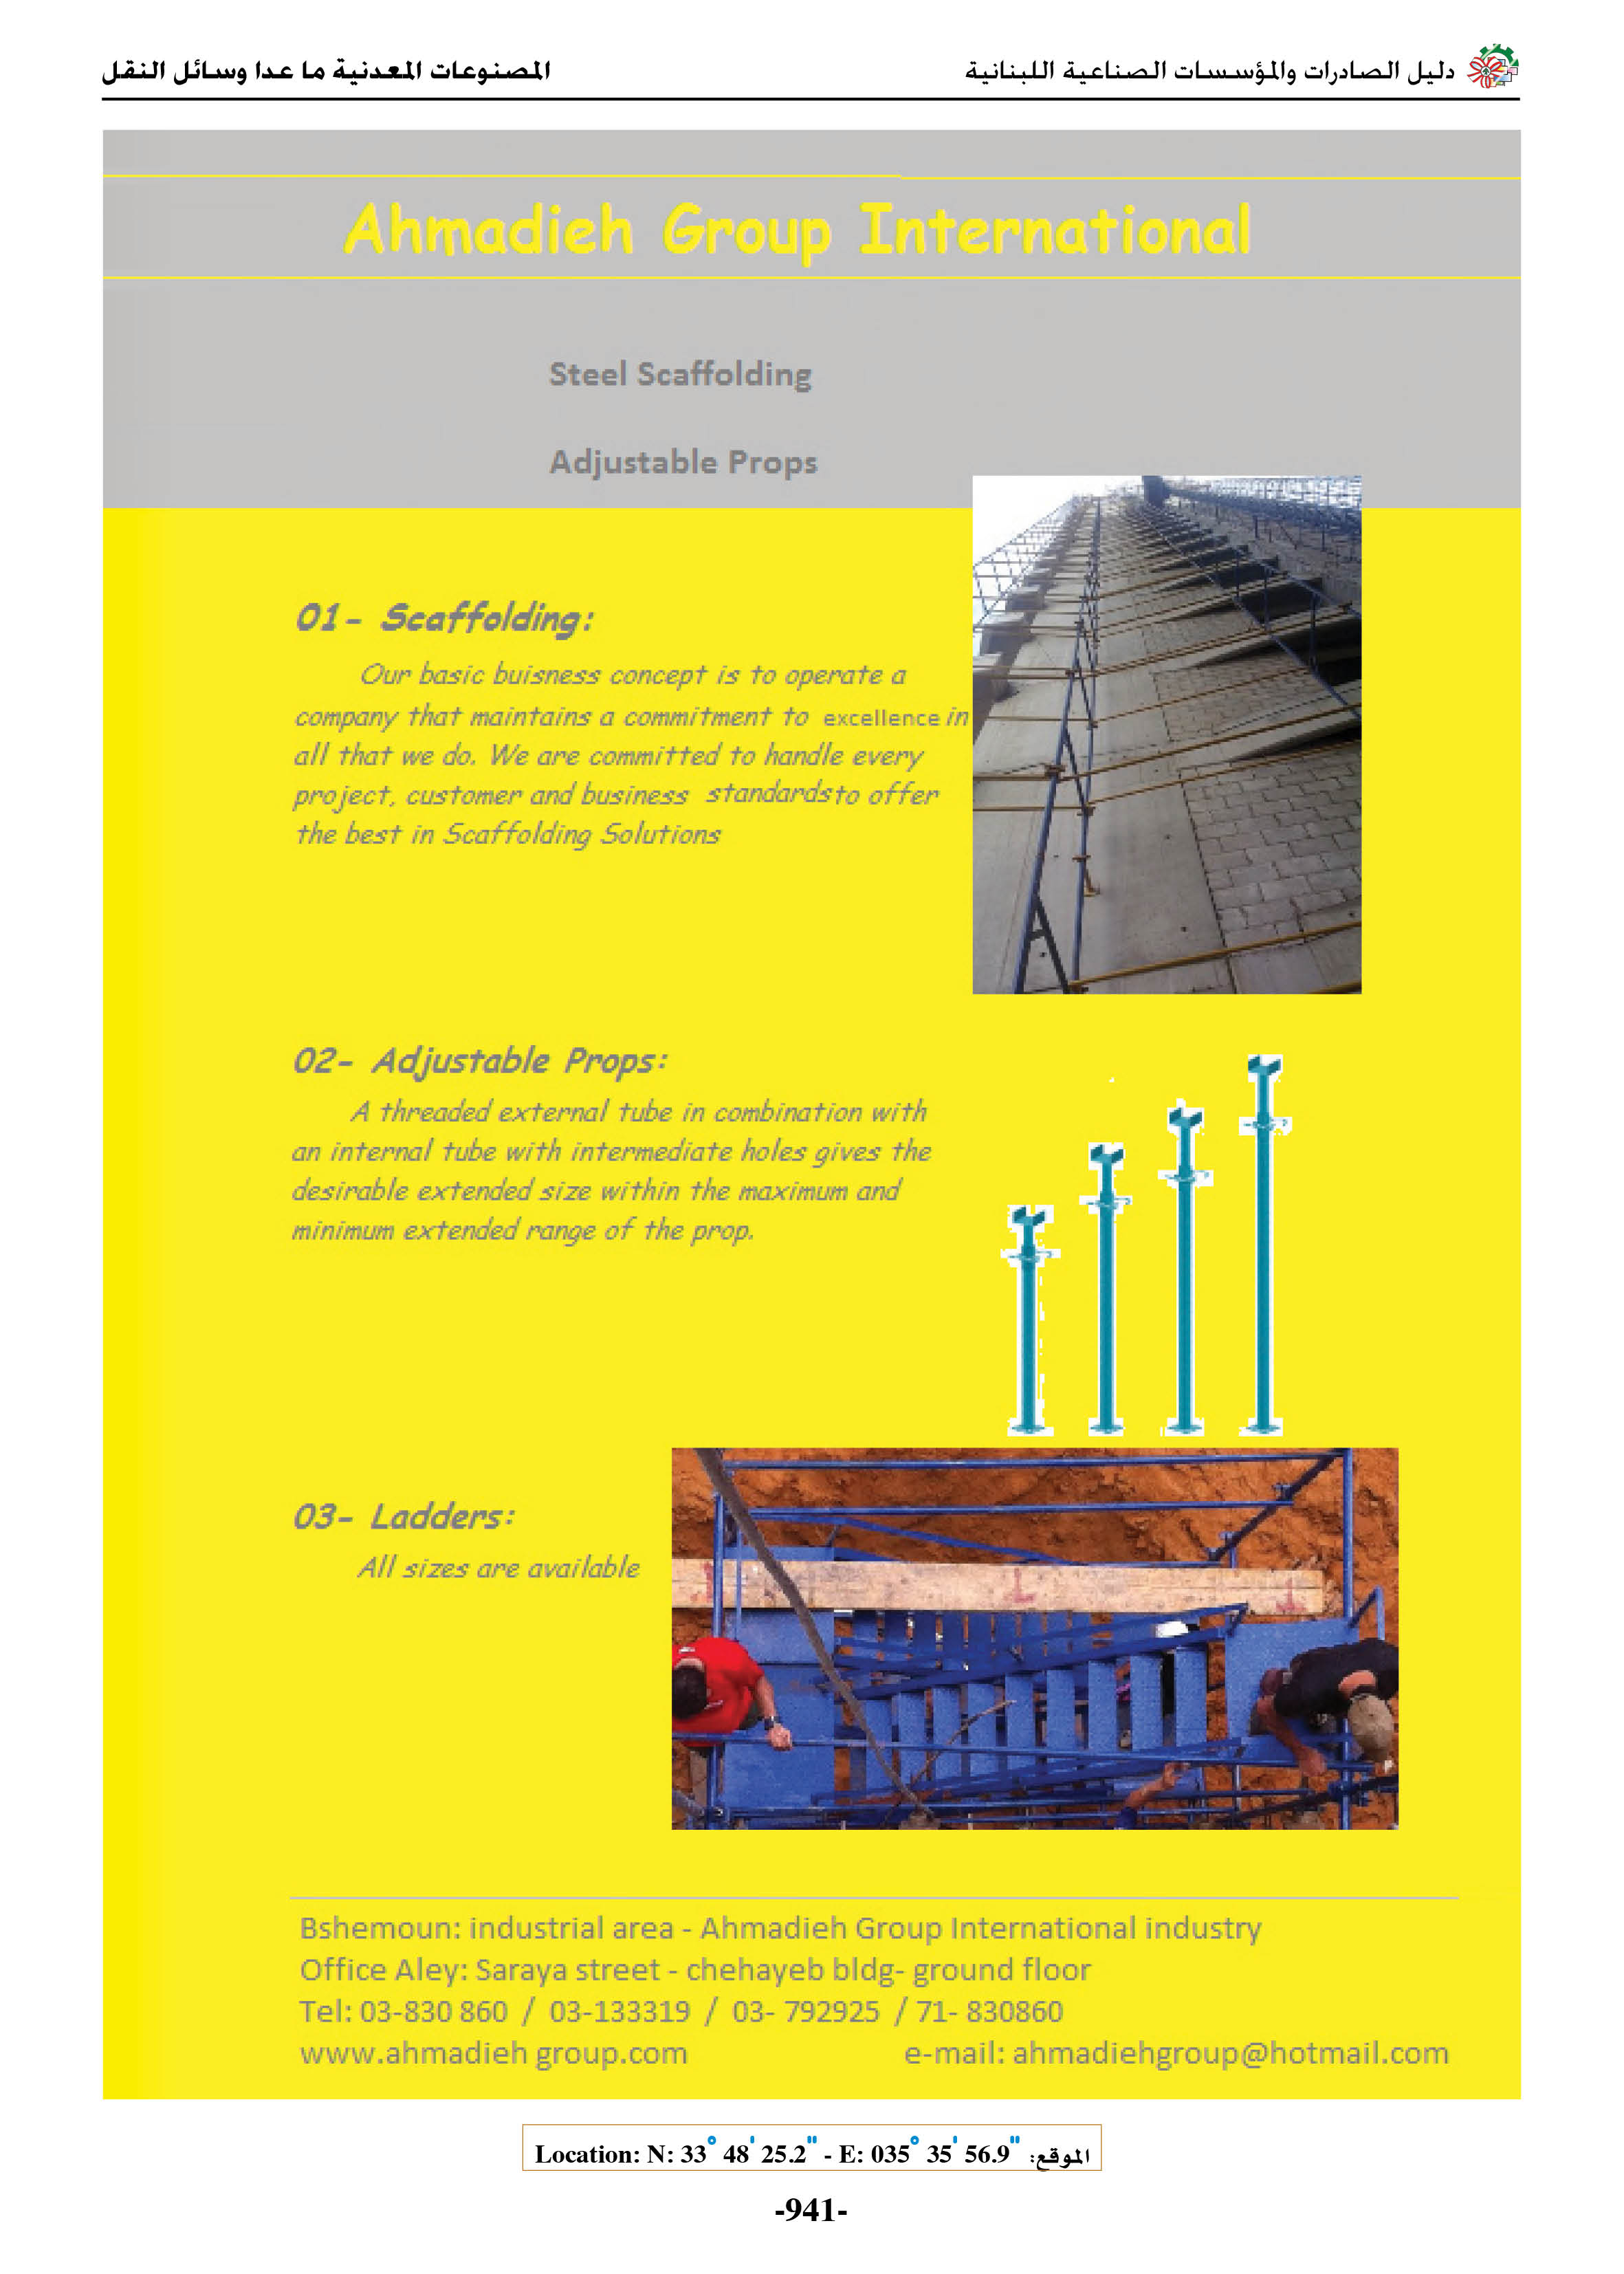 دليل الصادرات والمؤسسات الصناعية اللبنانية
المصنوعات المعدنية ما عدا وسائل النقل
Ahmadieh Group International
Steel Scaffolding
Adjustable Props
01- Scaffolding:
Our basic buisness concept is to operate a
company that maintains a commitment to excellence in
all that we do. We are committed to handle every
project, customer and business standards to offer
the best in Scaffolding Solutions
02- Adjustable Props:
A threaded external tube in combination with
an internal tube with intermediate holes gives the
desirable extended size within the maximum and
minimum extended range of the prop.
03- Ladders:
All sizes are available
Bshemoun: industrial area - Ahmadieh Group International industry
Office Aley: Saraya street - chehayeb bldg- ground floor
Tel: 03-830 860 / 03-133319 / 03- 792925 / 71- 830860
www.ahmadieh group.com e-mail: ahmadiehgroup@hotmail.com
Location: N: 33° 48' 25.2" - E: 035° 35' 56.9" الموقع:
-941-